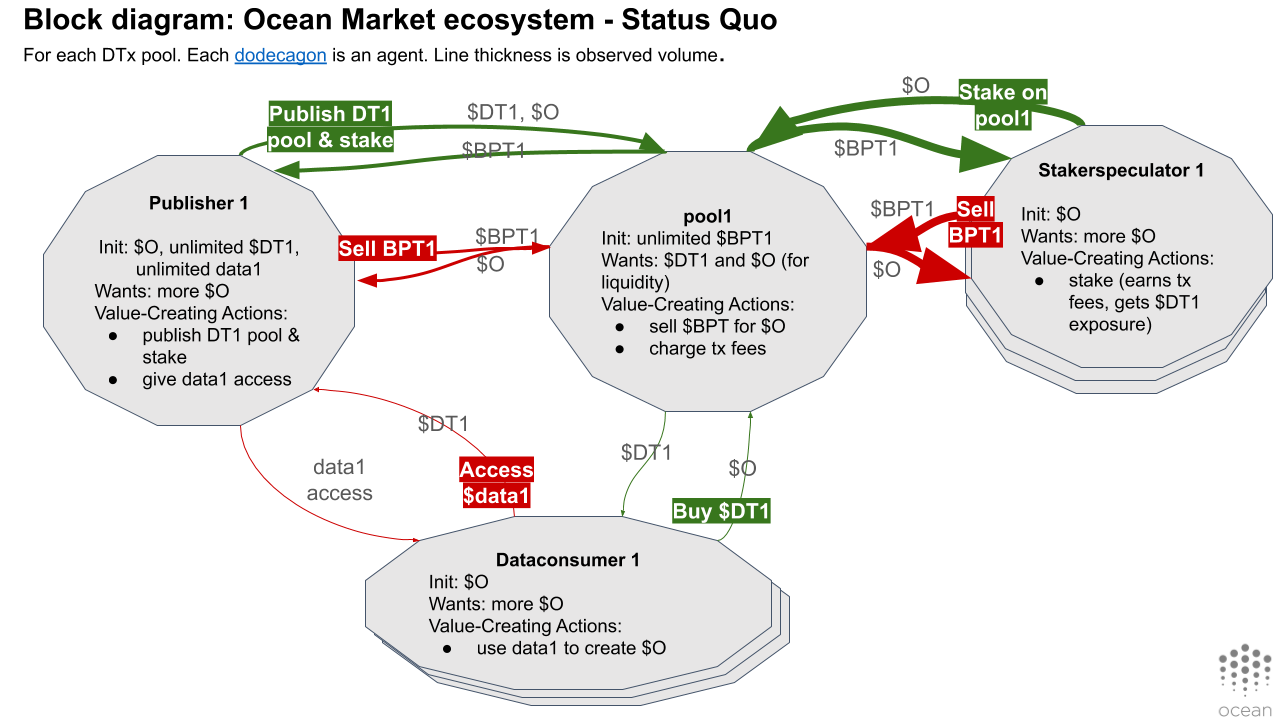 Block diagram: Ocean Market ecosystem - Status Quo
For each DTx pool. Each dodecagon is an agent. Line thickness is observed volume.
Publish DT1
pool & stake
$DT1, $O
$BPT1
$O
Stake on
pool1
$BPT1
Publisher 1
Init: $O, unlimited $DT1,
unlimited data1
Wants: more $O
Value-Creating Actions:
● publish DT1 pool &
stake
● give data1 access
Sell BPT1
$BPT1
$O
pool1
Init: unlimited $BPT1
Wants: $DT1 and $O (for
liquidity)
Value-Creating Actions:
● sell $BPT for $O
● charge tx fees
$BPT1
Sell
BPT1
$O
Stakerspeculator 1
Init: $O
Wants: more $O
Value-Creating Actions:
● stake (earns tx
fees, gets $DT1
exposure)
$DT1
data1
access
Access
$data1
$DT1
$O
Buy $DT1
Dataconsumer 1
Init: $O
Wants: more $O
Value-Creating Actions:
● use data1 to create $O
ocean